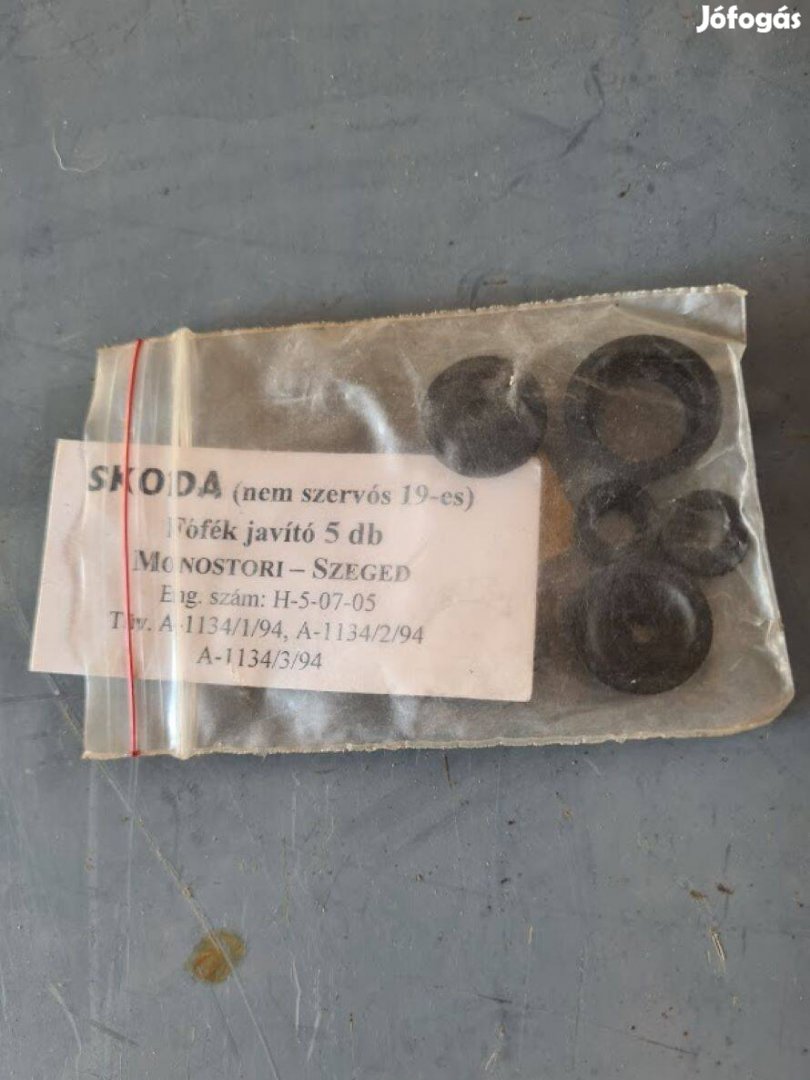 Jófogás
SKODA (nem szervós 19-es)
Főfék javító 5 db
MONOSTORI – SZEGED
Eng. szám: H-5-07-05
Táv. A-1134/1/94, A-1134/2/94
A-1134/3/94